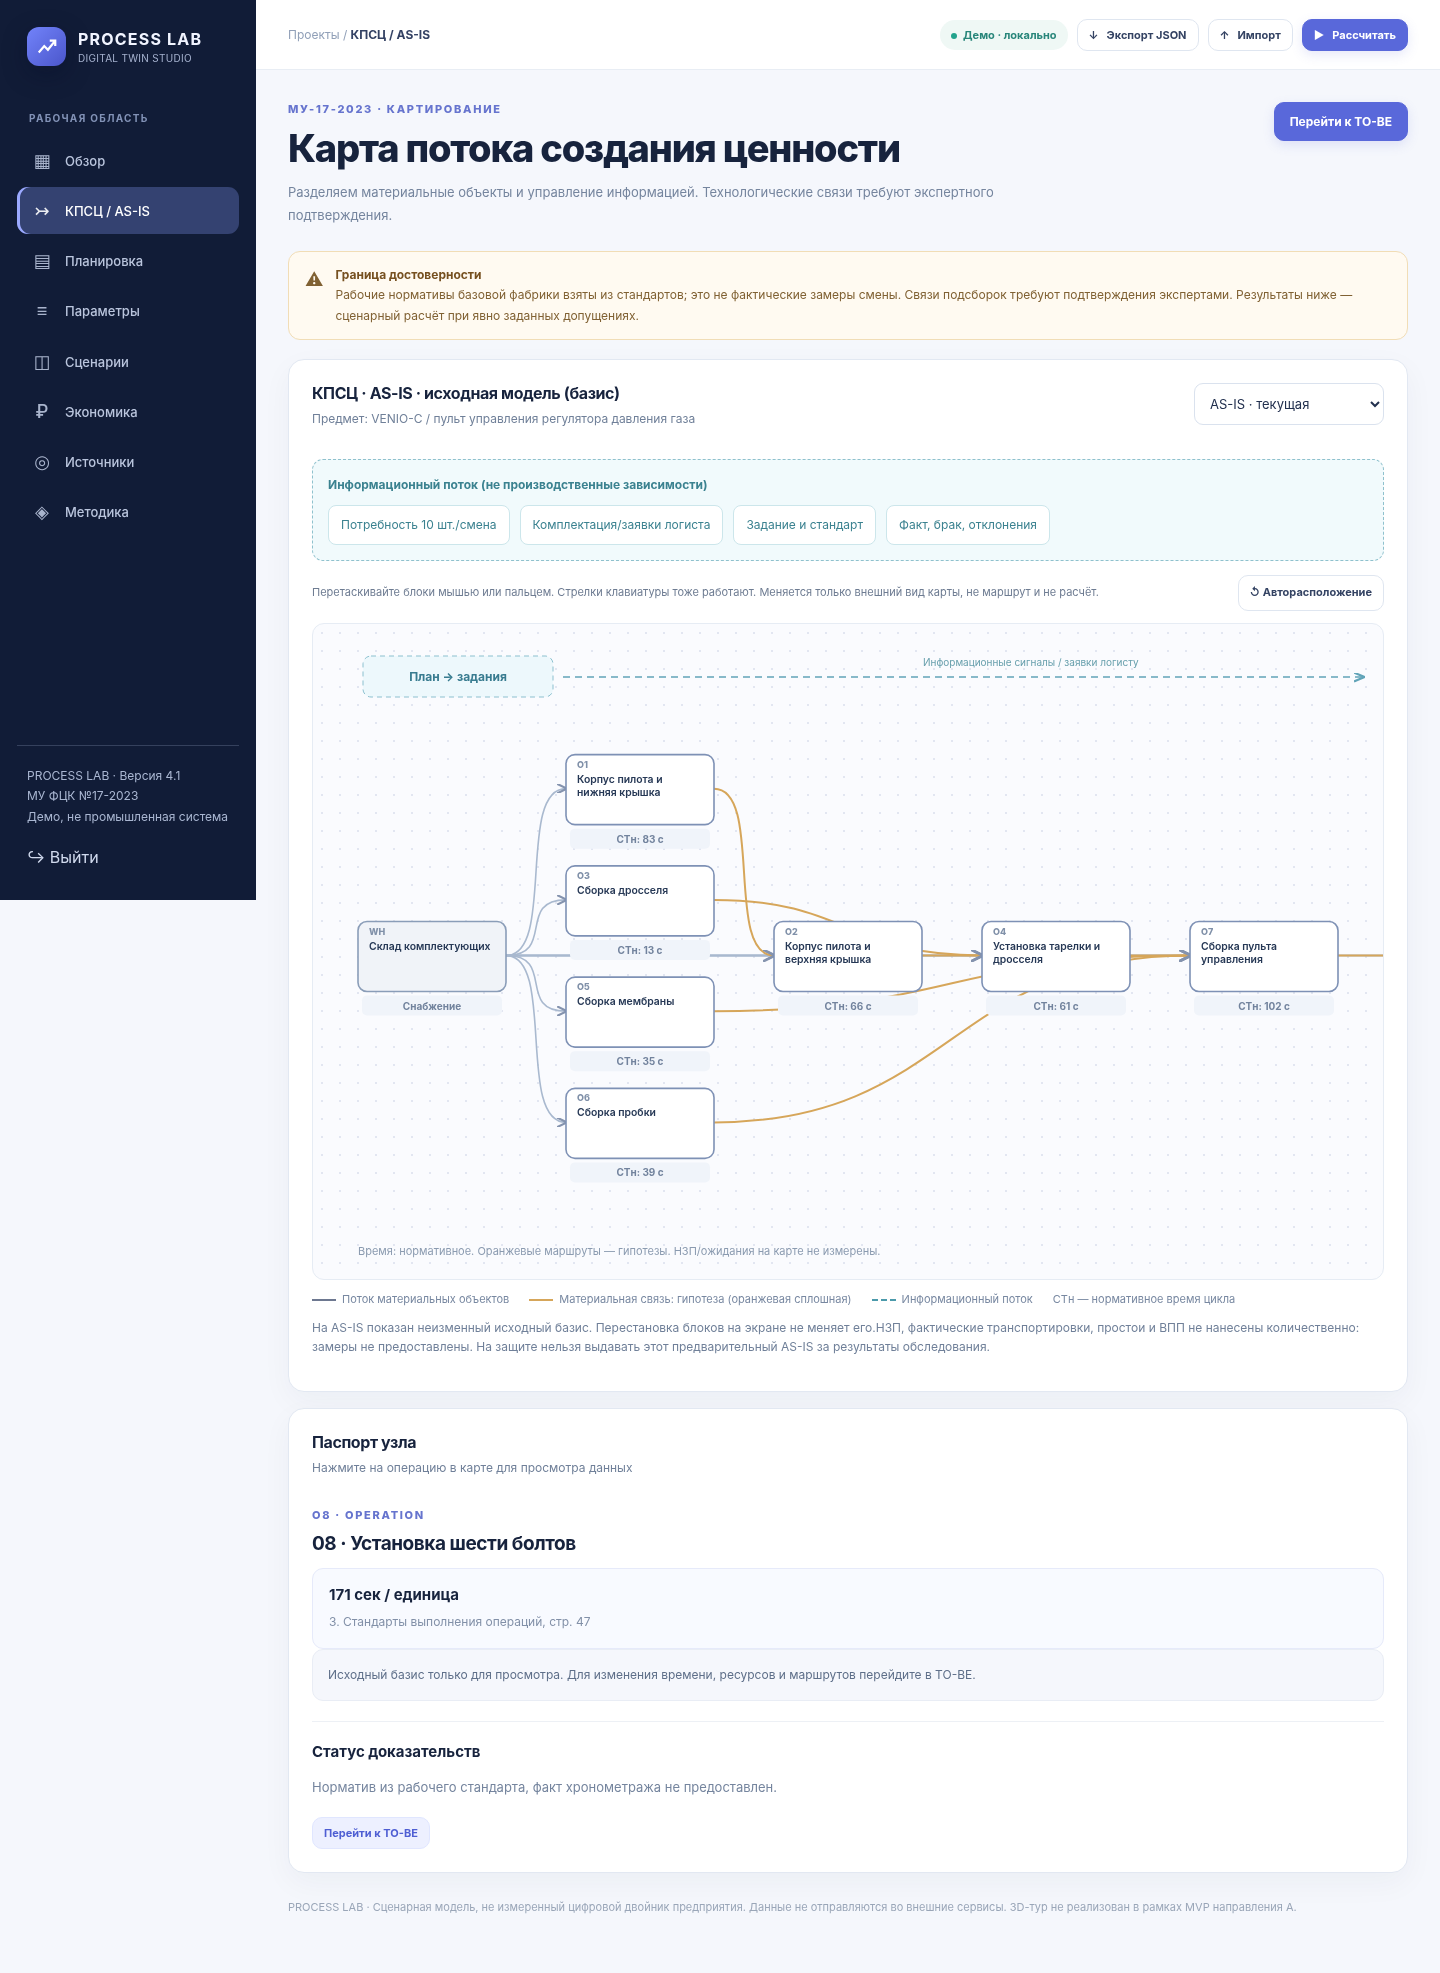 PROCESS LAB
DIGITAL TWIN STUDIO
РАБОЧАЯ ОБЛАСТЬ
Обзор
КПСЦ / AS-IS
Планировка
Параметры
Сценарии
Экономика
Источники
Методика
PROCESS LAB · Версия 4.1
МУ ФЦК №17-2023
Демо, не промышленная система
Выйти
Проекты / КПСЦ / AS-IS
Демо · локально
Экспорт JSON
Импорт
Рассчитать
МУ-17-2023 · КАРТИРОВАНИЕ
Карта потока создания ценности
Разделяем материальные объекты и управление информацией. Технологические связи требуют экспертного
подтверждения.
Перейти к TO-BE
Граница достоверности
Рабочие нормативы базовой фабрики взяты из стандартов; это не фактические замеры смены. Связи подсборок требуют подтверждения экспертами. Результаты ниже —
сценарный расчёт при явно заданных допущениях.
КПСЦ · AS-IS · исходная модель (базис)
Предмет: VENIO-C / пульт управления регулятора давления газа
AS-IS · текущая
Информационный поток (не производственные зависимости)
Потребность 10 шт./смена
Комплектация/заявки логиста
Задание и стандарт
Факт, брак, отклонения
Перетаскивайте блоки мышью или пальцем. Стрелки клавиатуры тоже работают. Меняется только внешний вид карты, не маршрут и не расчёт.
Авторасположение
План → задания
Информационные сигналы / заявки логисту
O1
Корпус пилота и
нижняя крышка
СТн: 83 с
O3
Сборка дросселя
СТн: 13 с
WH
Склад комплектующих
Снабжение
O2
Корпус пилота и
верхняя крышка
СТн: 66 с
O4
Установка тарелки и
дросселя
СТн: 61 с
O7
Сборка пульта
управления
СТн: 102 с
O5
Сборка мембраны
СТн: 35 с
O6
Сборка пробки
СТн: 39 с
Время: нормативное. Оранжевые маршруты — гипотезы. НЗП/ожидания на карте не измерены.
Поток материальных объектов
Материальная связь: гипотеза (оранжевая сплошная)
Информационный поток
СТн — нормативное время цикла
На AS-IS показан неизменный исходный базис. Перестановка блоков на экране не меняет его.НЗП, фактические транспортировки, простои и ВПП не нанесены количественно:
замеры не предоставлены. На защите нельзя выдавать этот предварительный AS-IS за результаты обследования.
Паспорт узла
Нажмите на операцию в карте для просмотра данных
O8 · OPERATION
08 · Установка шести болтов
171 сек / единица
3. Стандарты выполнения операций, стр. 47
Исходный базис только для просмотра. Для изменения времени, ресурсов и маршрутов перейдите в TO-BE.
Статус доказательств
Норматив из рабочего стандарта, факт хронометража не предоставлен.
Перейти к TO-BE
PROCESS LAB · Сценарная модель, не измеренный цифровой двойник предприятия. Данные не отправляются во внешние сервисы. 3D-тур не реализован в рамках MVP направления А.